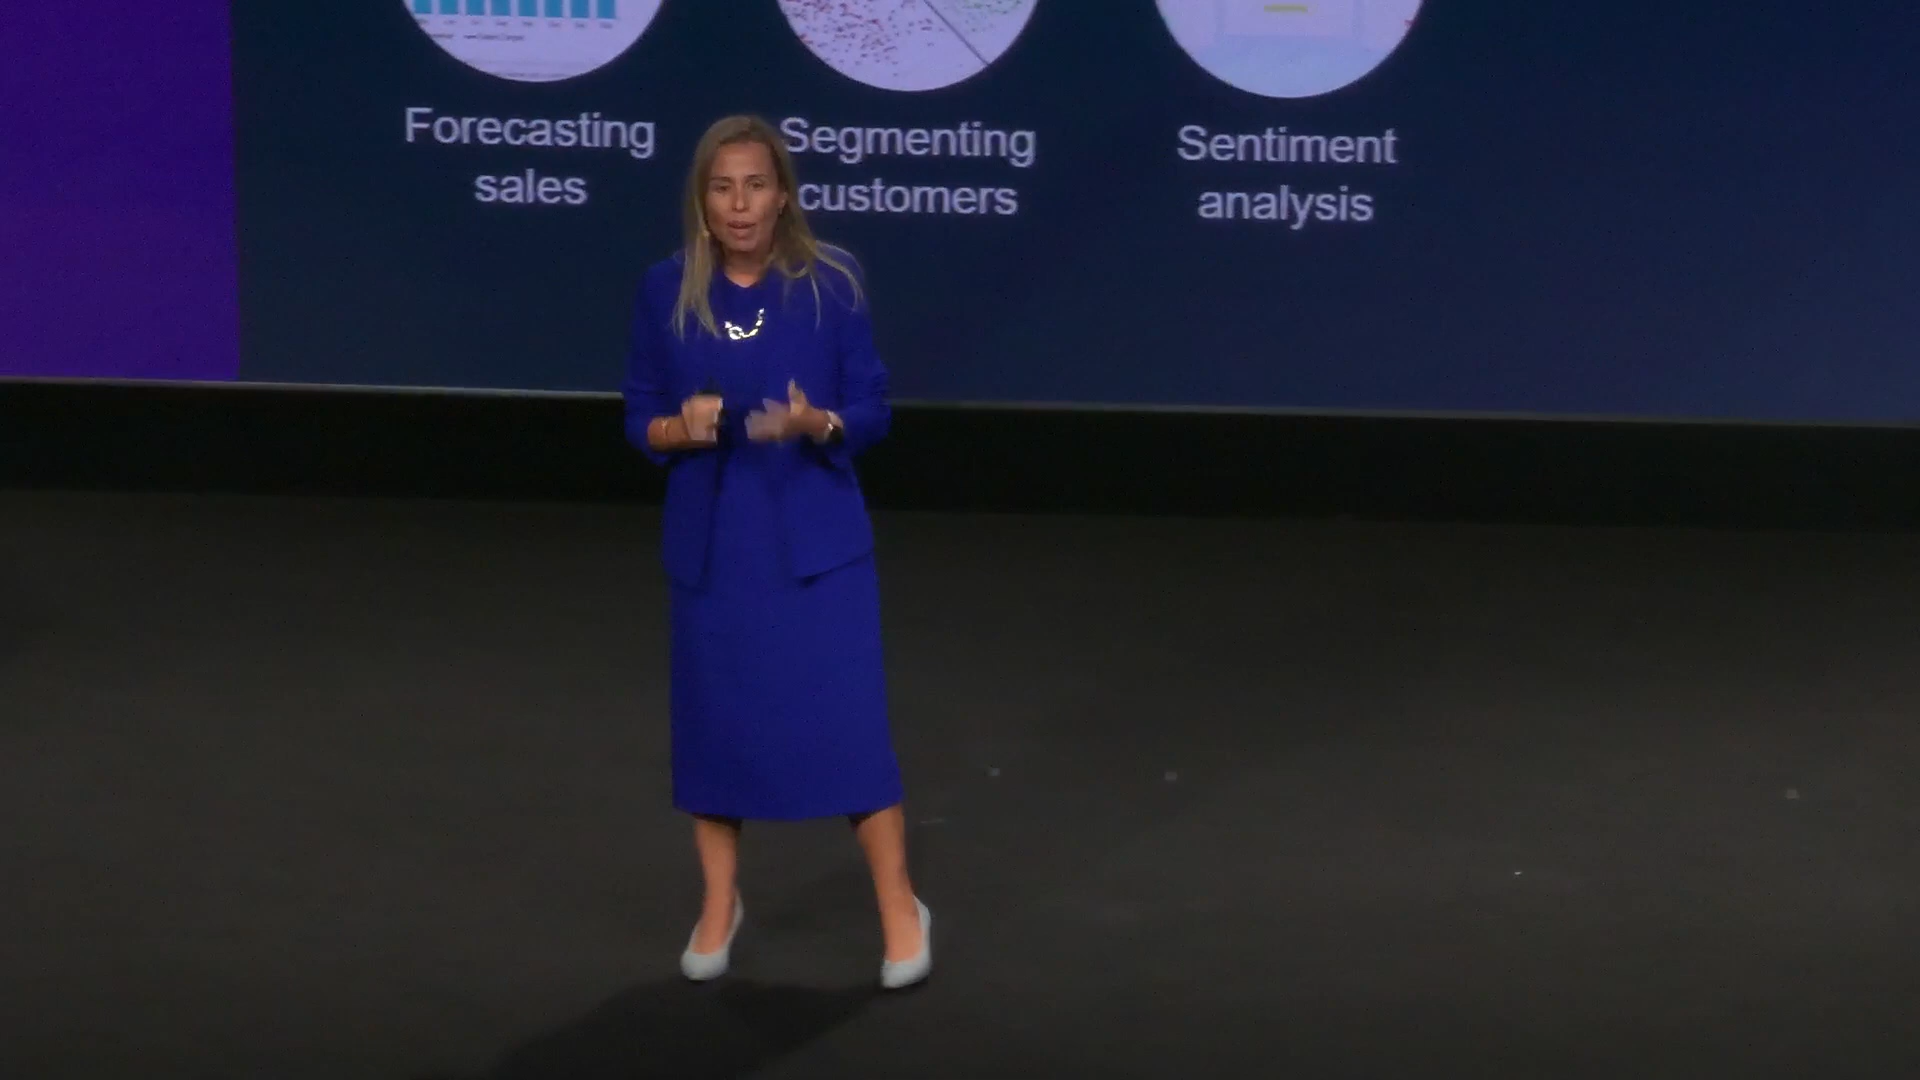 Forecasting
sales
Segmenting
customers
Sentiment
analysis